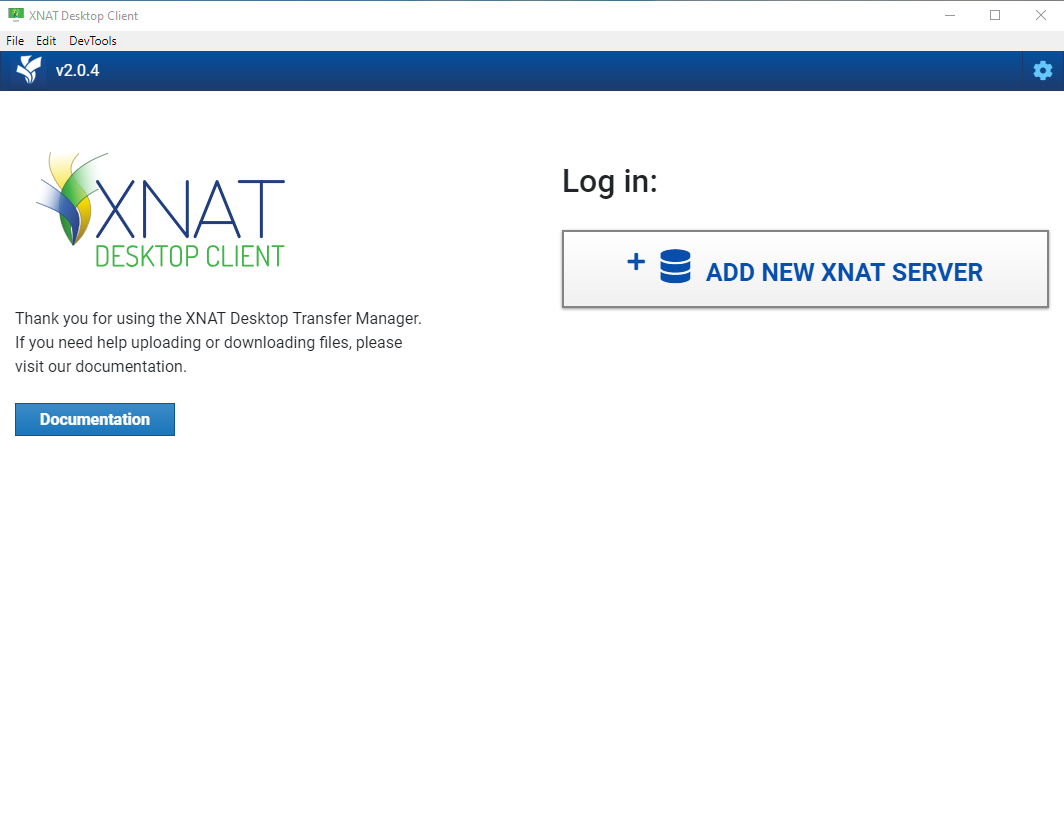 XNAT Desktop Client
File Edit DevTools
v2.0.4
XNAT
DESKTOP CLIENT
Thank you for using the XNAT Desktop Transfer Manager.
If you need help uploading or downloading files, please
visit our documentation.
Documentation
Log in:
ADD NEW XNAT SERVER